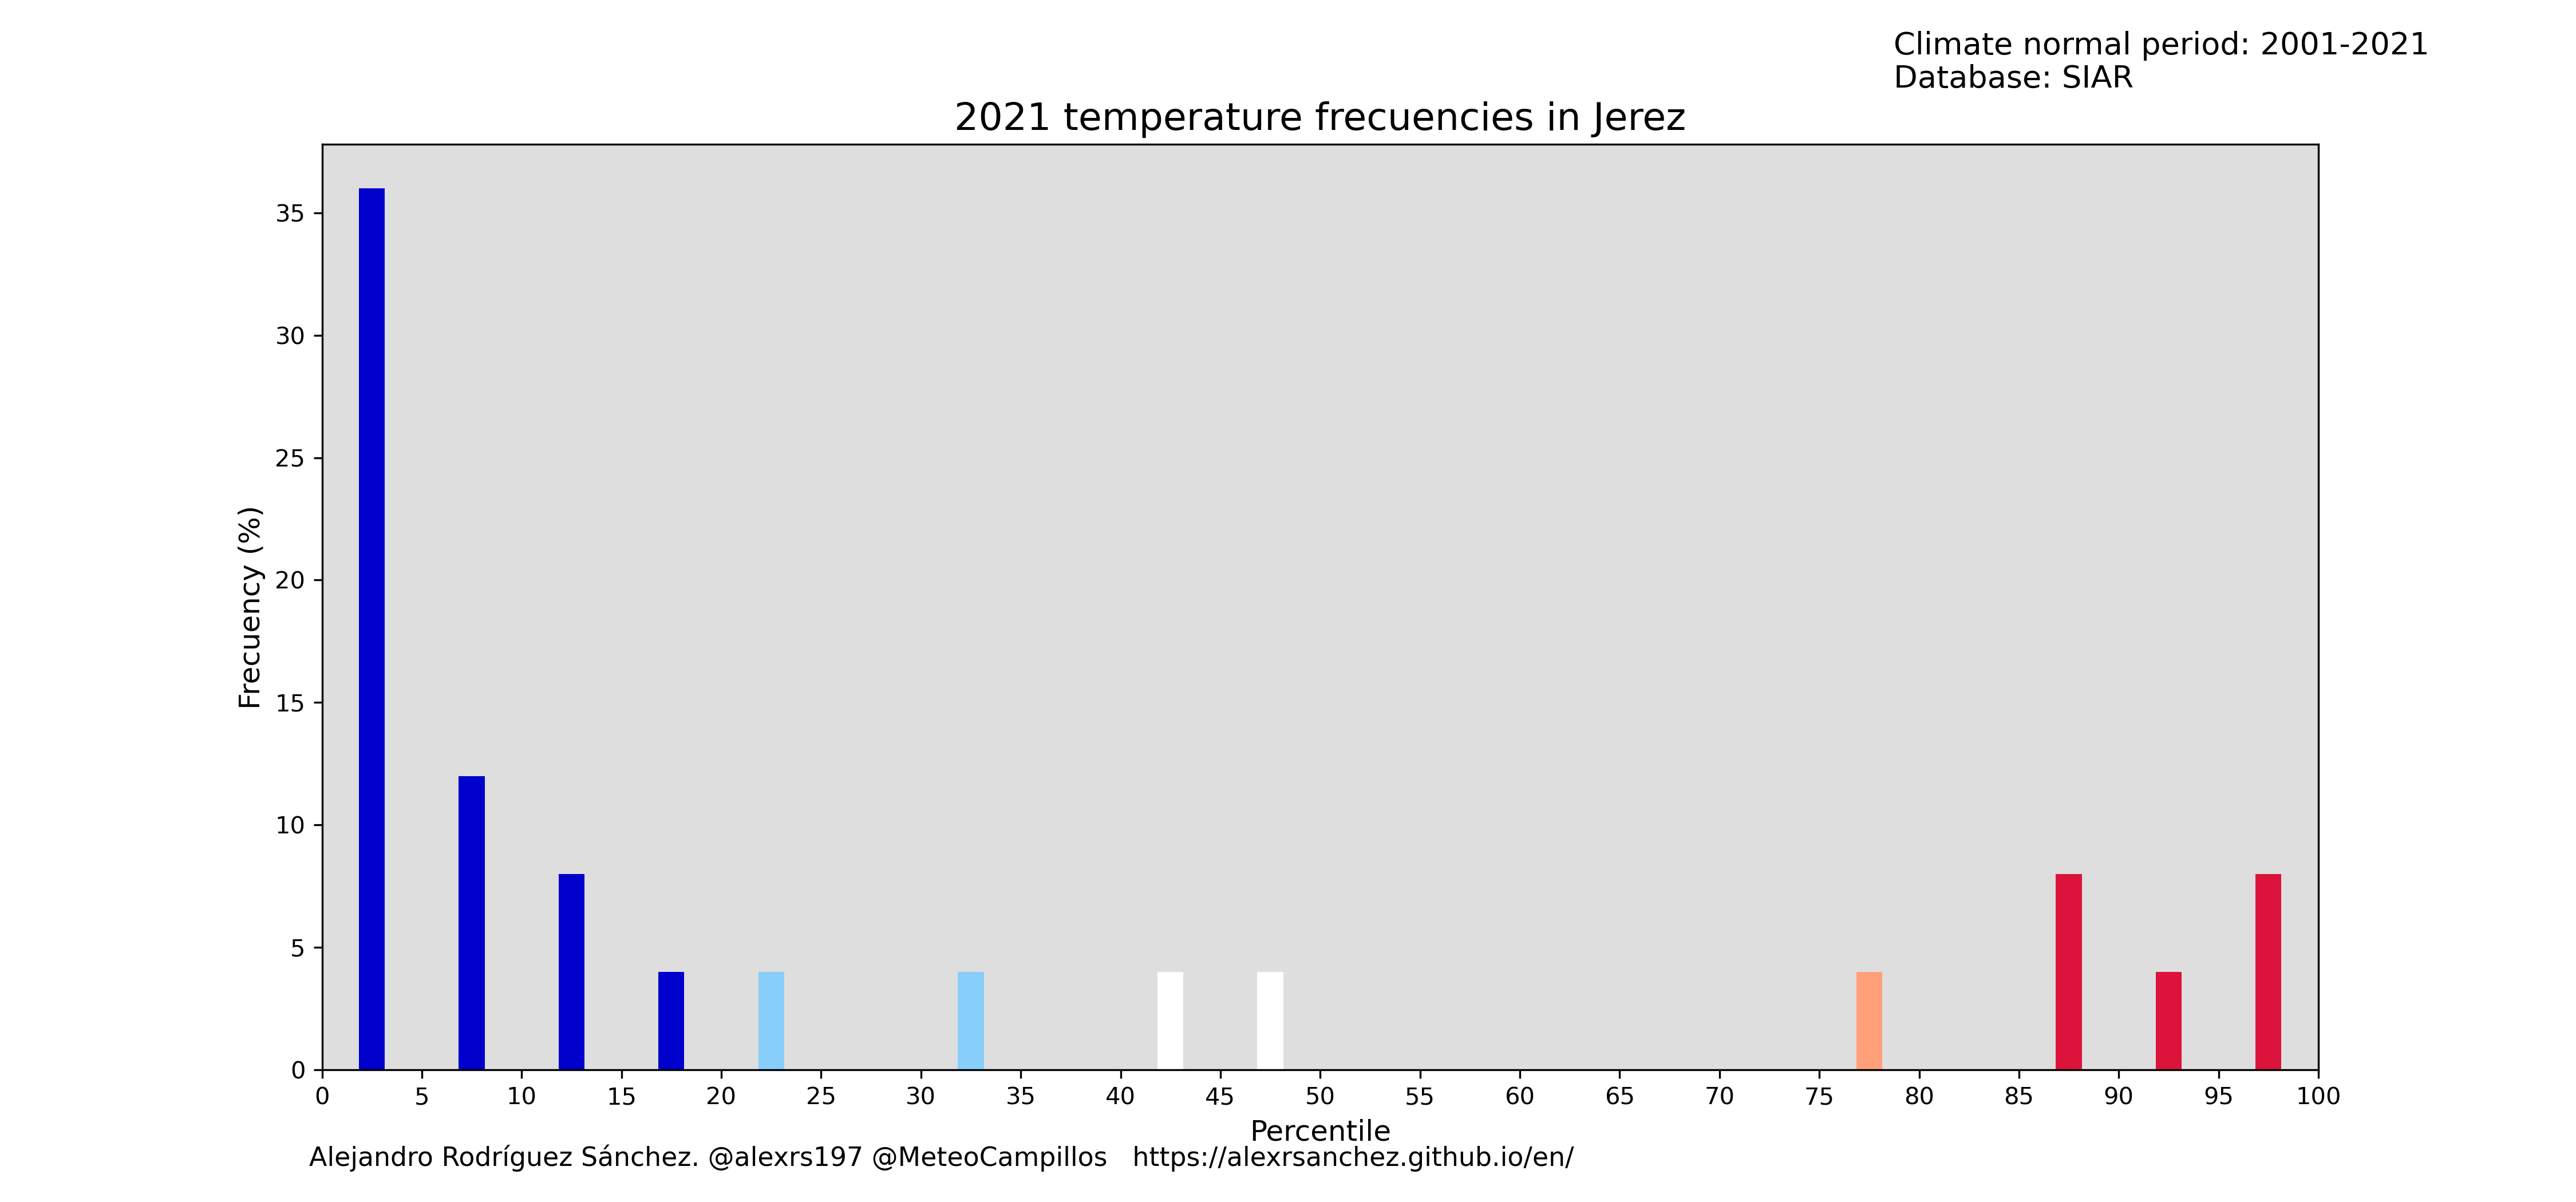 Climate normal period: 2001-2021
Database: SIAR
2021 temperature frecuencies in Jerez
Frecuency (%)
35
30
25
20
15
10
5
0
0 5 10 15 20 25 30 35 40 45 50 55 60 65 70 75 80 85 90 95 100
Percentile
Alejandro Rodríguez Sánchez. @alexrs197 @MeteoCampillos https://alexrsanchez.github.io/en/